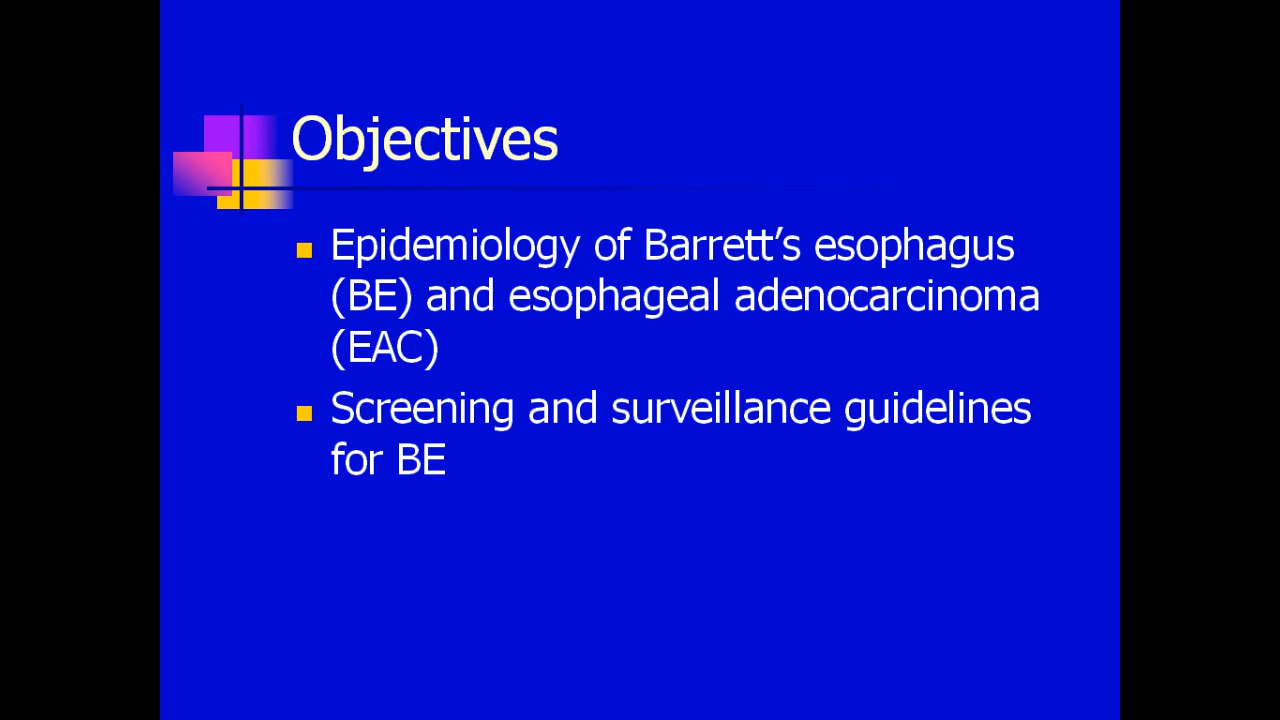 Objectives
Epidemiology of Barrett’s esophagus
(BE) and esophageal adenocarcinoma
(EAC)
Screening and surveillance guidelines
for BE